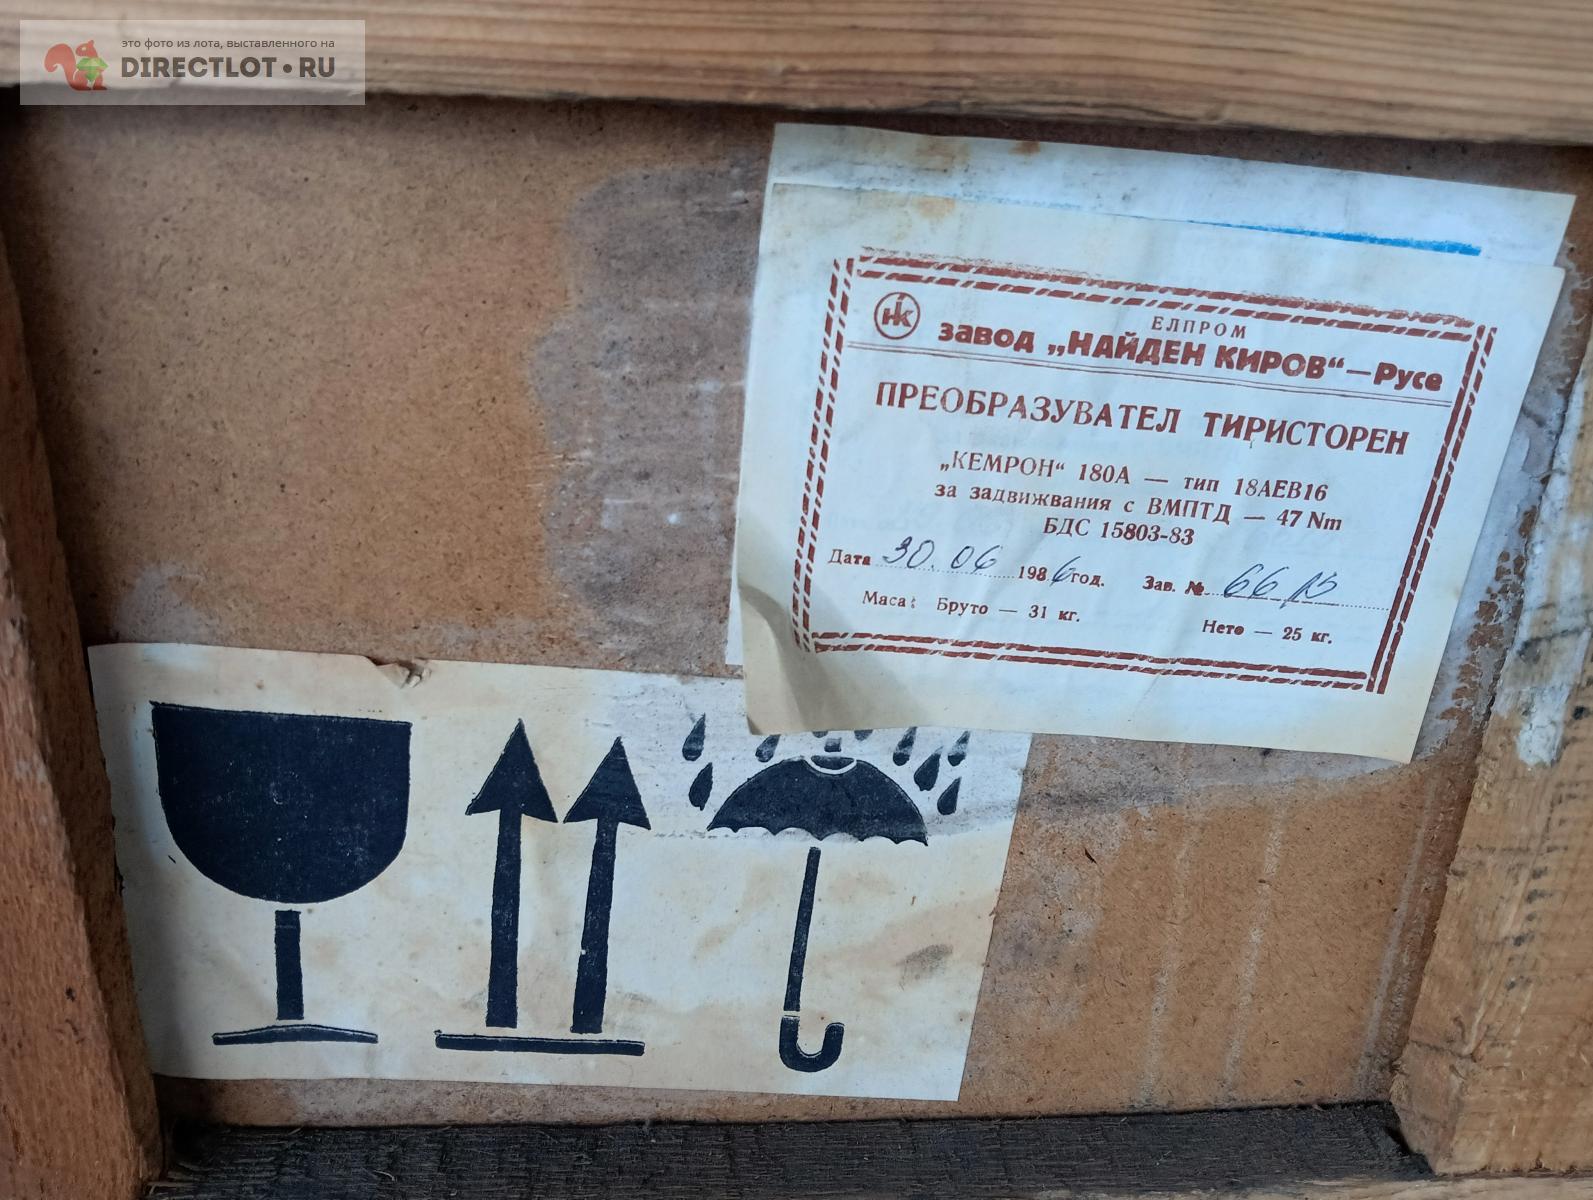 это фото из лота, выставленного на
DIRECTLOT•RU
НК
ЕЛПРОМ
завод „НАЙДЕН КИРОВ“—Русе
ПРЕОБРАЗУВАТЕЛ ТИРИСТОРЕН
„КЕМРОН“ 180А — тип 18АЕВ16
за задвижвания с ВМПТД — 47 Nm
БДС 15803-83
Дата 30.06 1986 год. Зав. № 66
Маса: Бруто — 31 кг. Нето — 25 кг.